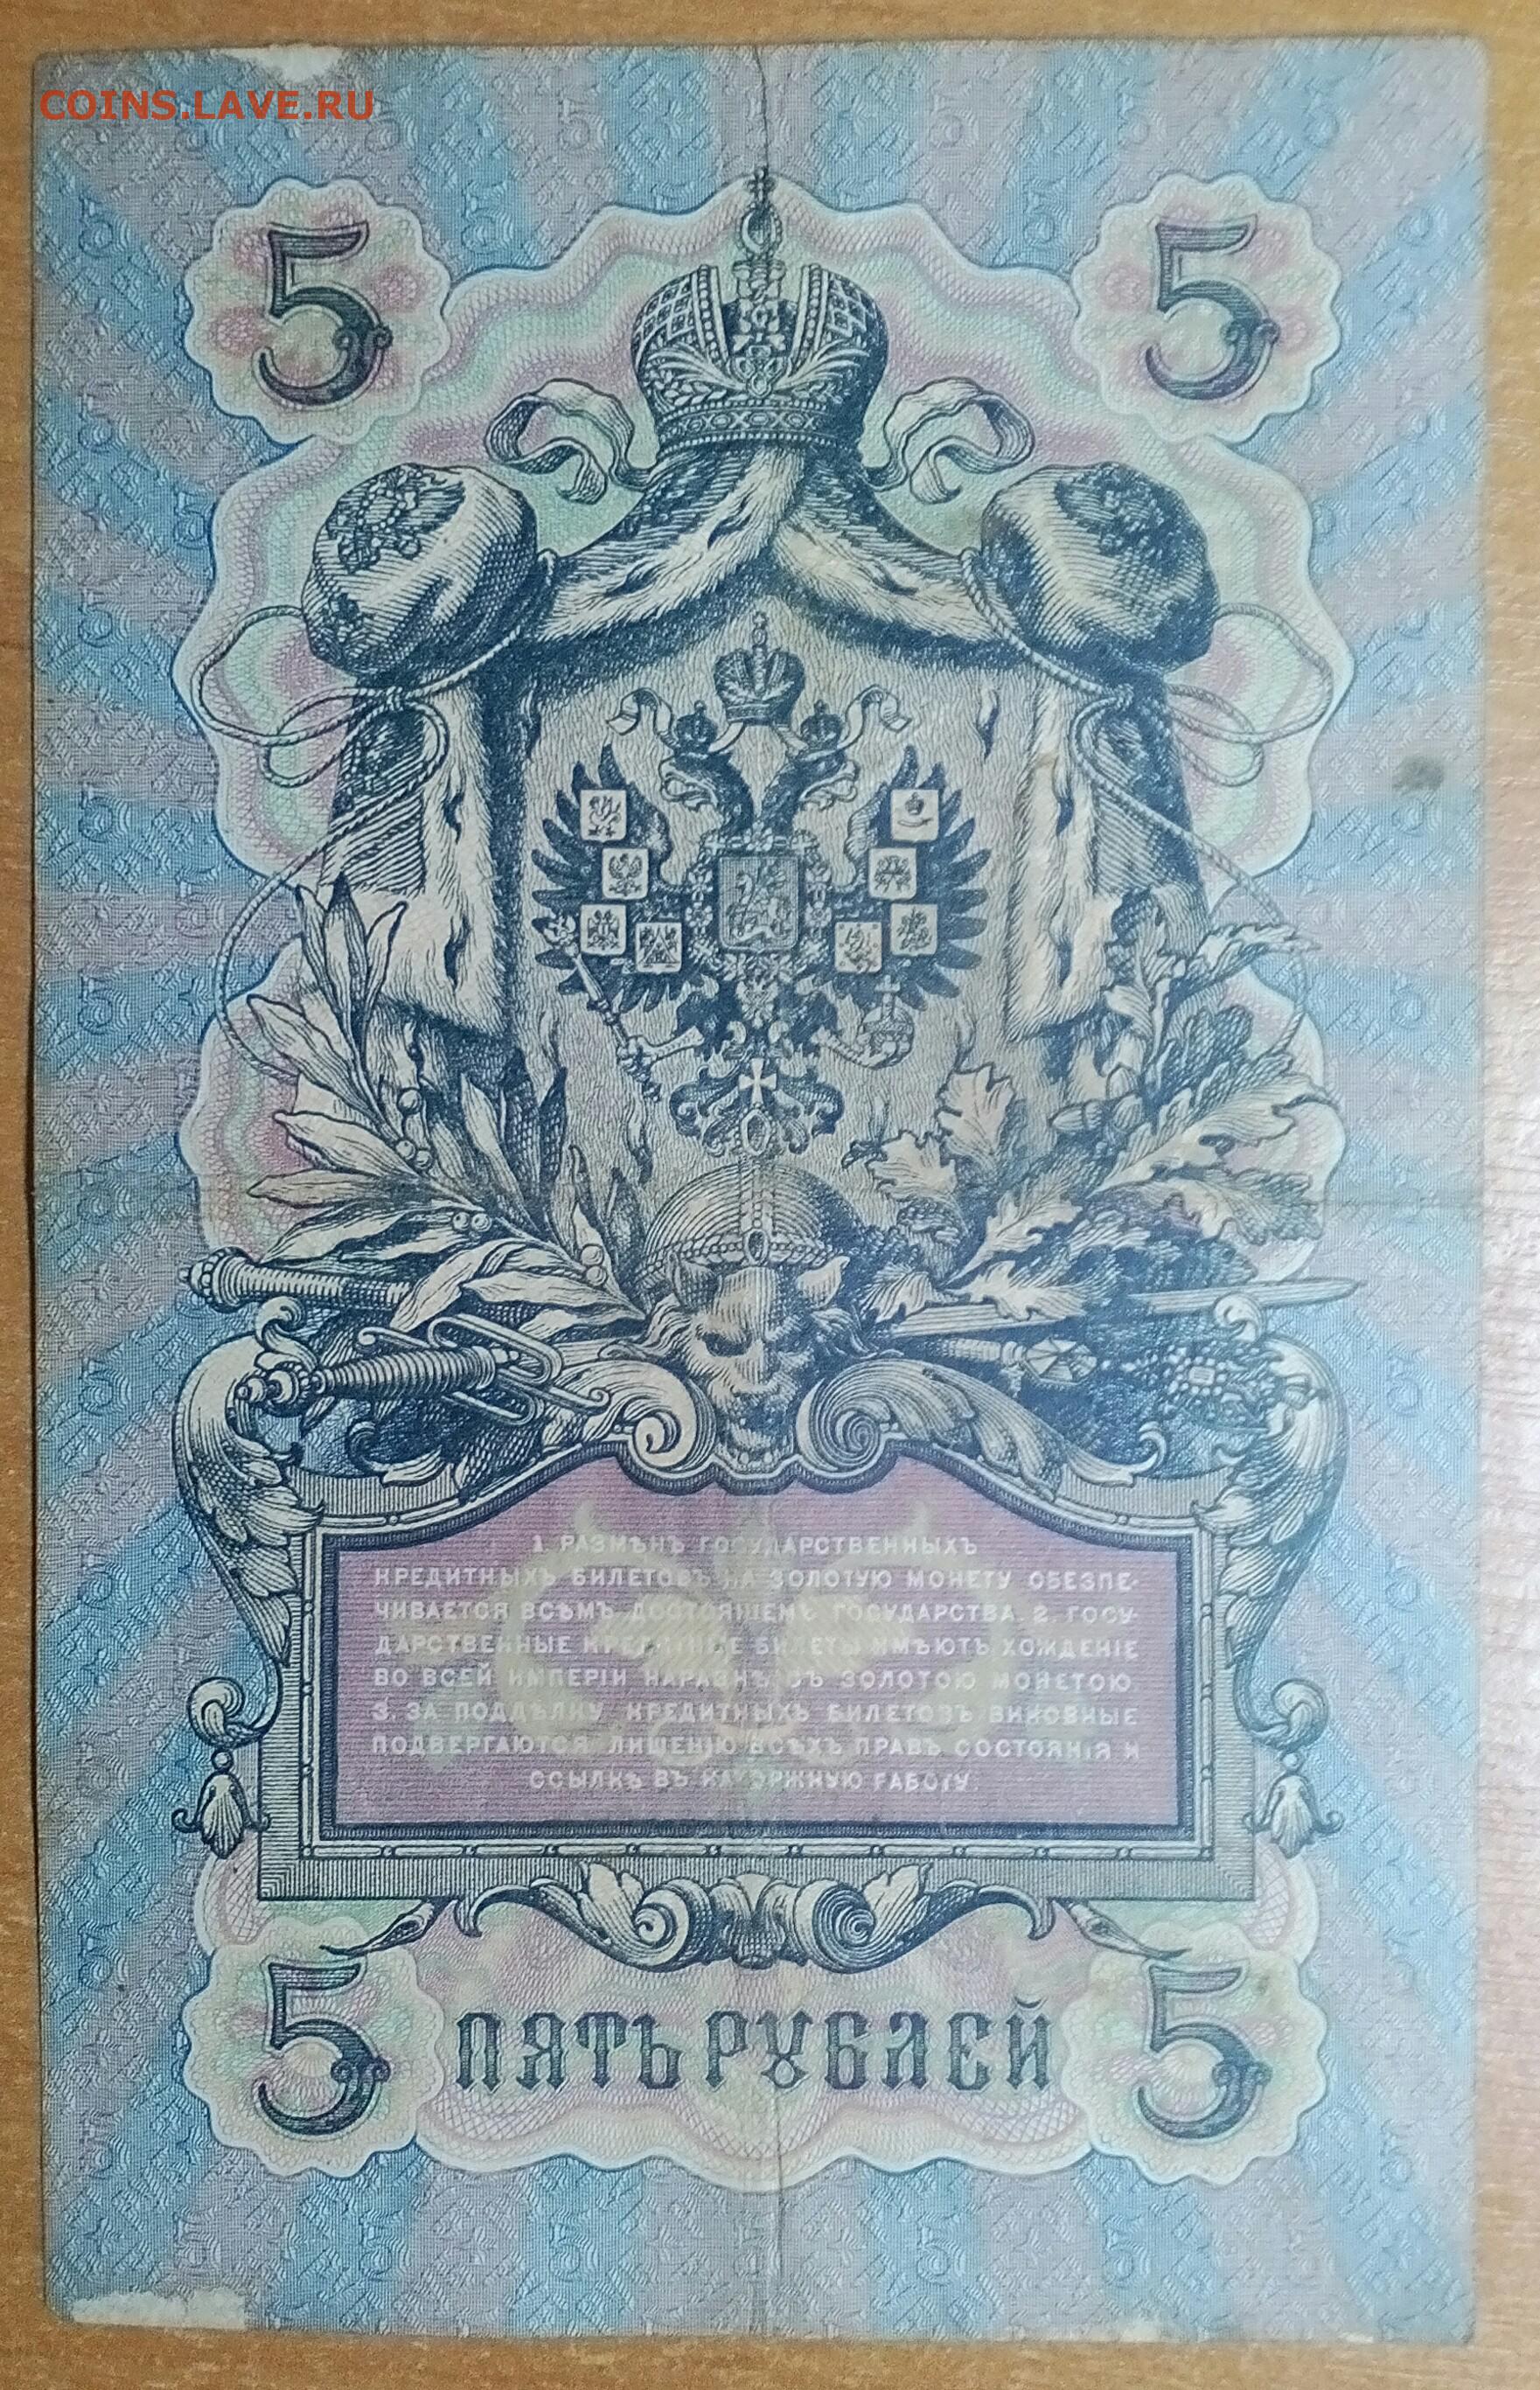 COINS.LAVE.RU
5 5
1. РАЗМѢНЪ ГОСУДАРСТВЕННЫХЪ
КРЕДИТНЫХЪ БИЛЕТОВЪ НА ЗОЛОТУЮ МОНЕТУ ОБЕЗПЕ-
ЧИВАЕТСЯ ВСѢМЪ ДОСТОЯНІЕМЪ ГОСУДАРСТВА. 2. ГОСУ-
ДАРСТВЕННЫЕ КРЕДИТНЫЕ БИЛЕТЫ ИМѢЮТЪ ХОЖДЕНІЕ
ВО ВСЕЙ ИМПЕРІИ НАРАВНѢ СЪ ЗОЛОТОЮ МОНЕТОЮ.
3. ЗА ПОДДѢЛКУ КРЕДИТНЫХЪ БИЛЕТОВЪ ВИНОВНЫЕ
ПОДВЕРГАЮТСЯ ЛИШЕНІЮ ВСѢХЪ ПРАВЪ СОСТОЯНІЯ И
ССЫЛКѢ ВЪ КАТОРЖНУЮ РАБОТУ.
5 ПЯТЬ РУБЛЕЙ 5